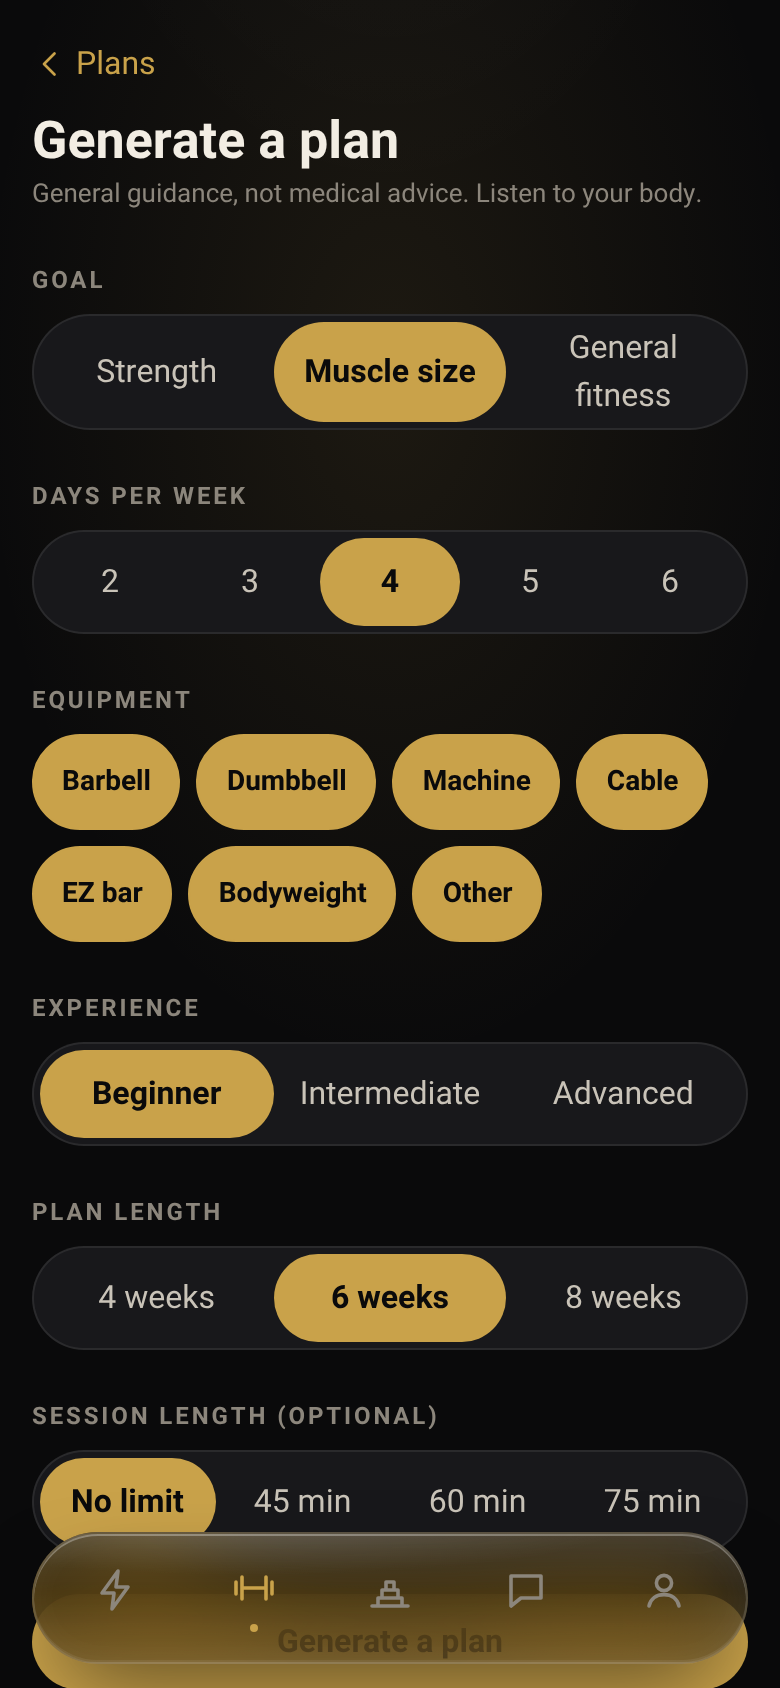 Plans
Generate a plan
General guidance, not medical advice. Listen to your body.
GOAL
Strength
Muscle size
General
fitness
DAYS PER WEEK
2 3 4 5 6
EQUIPMENT
Barbell Dumbbell Machine Cable
EZ bar Bodyweight Other
EXPERIENCE
Beginner Intermediate Advanced
PLAN LENGTH
4 weeks 6 weeks 8 weeks
SESSION LENGTH (OPTIONAL)
No limit 45 min 60 min 75 min
Generate a plan